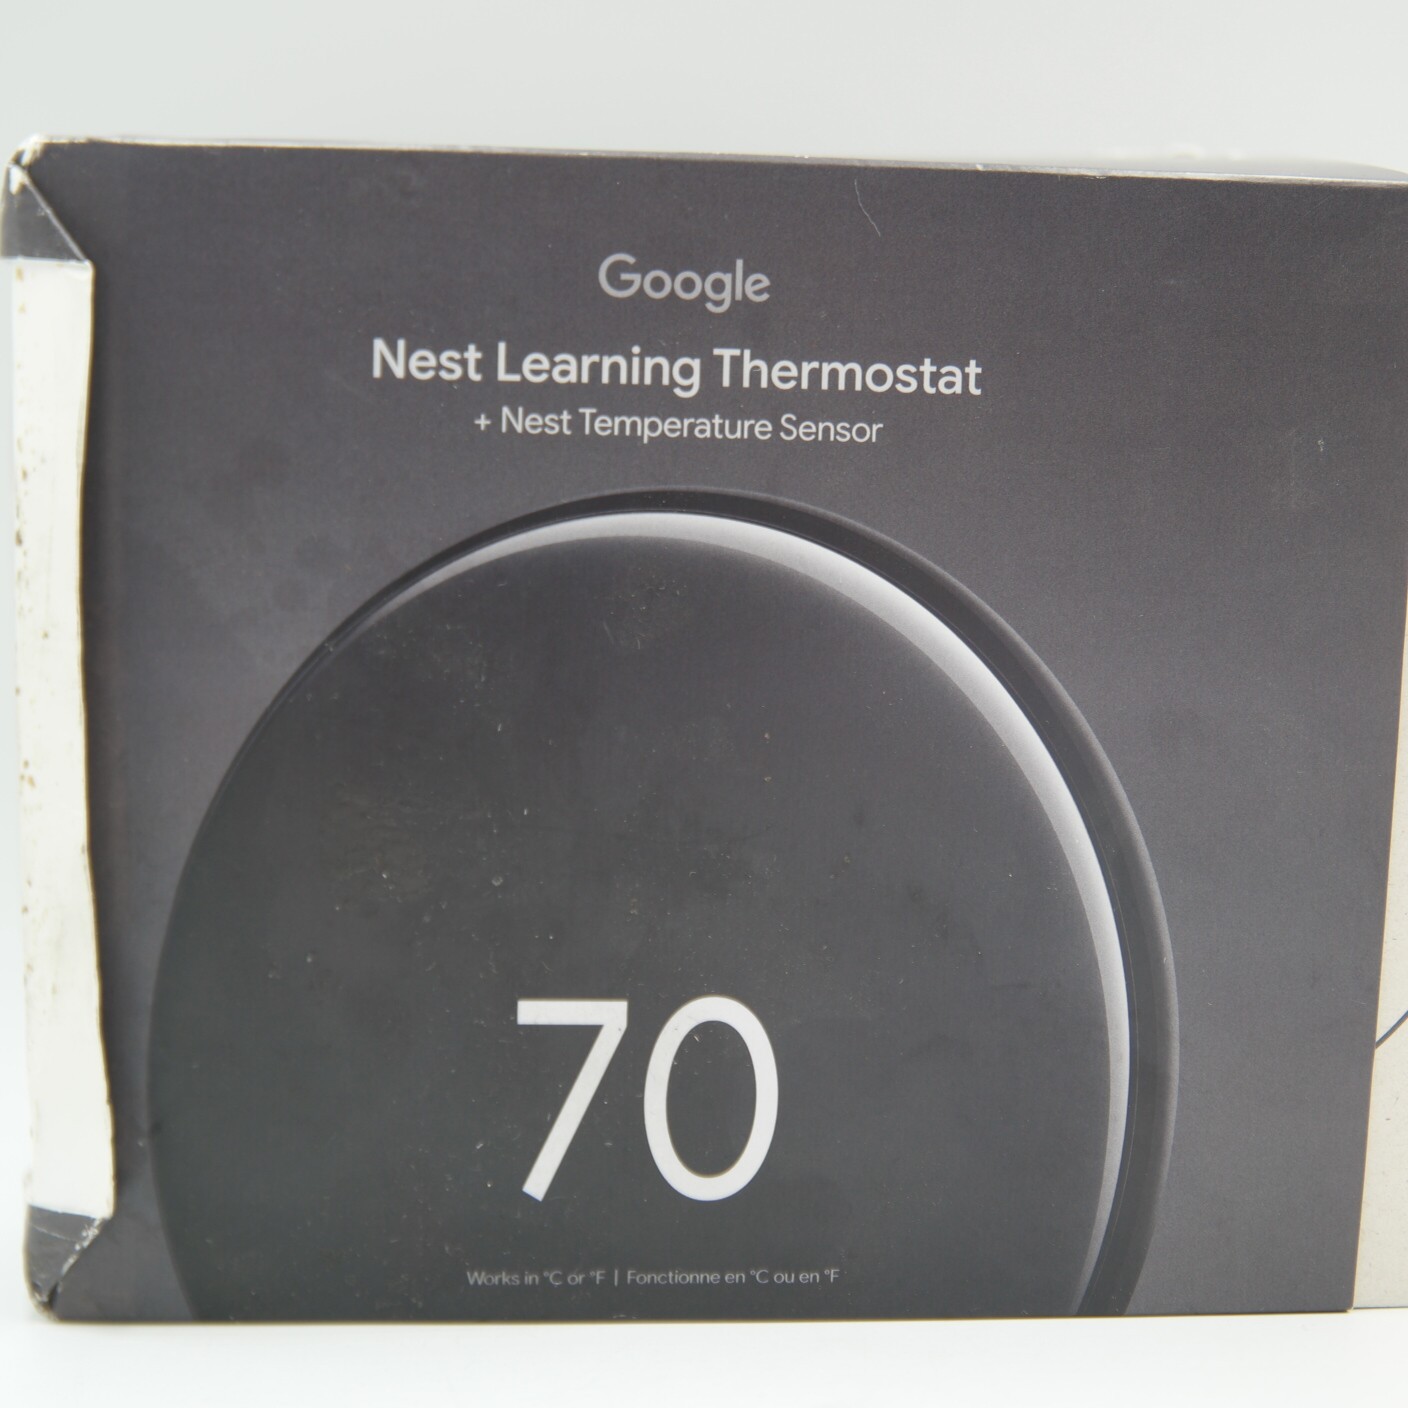 Google
Nest Learning Thermostat
+ Nest Temperature Sensor
70
Works in °C or °F | Fonctionne en °C ou en °F